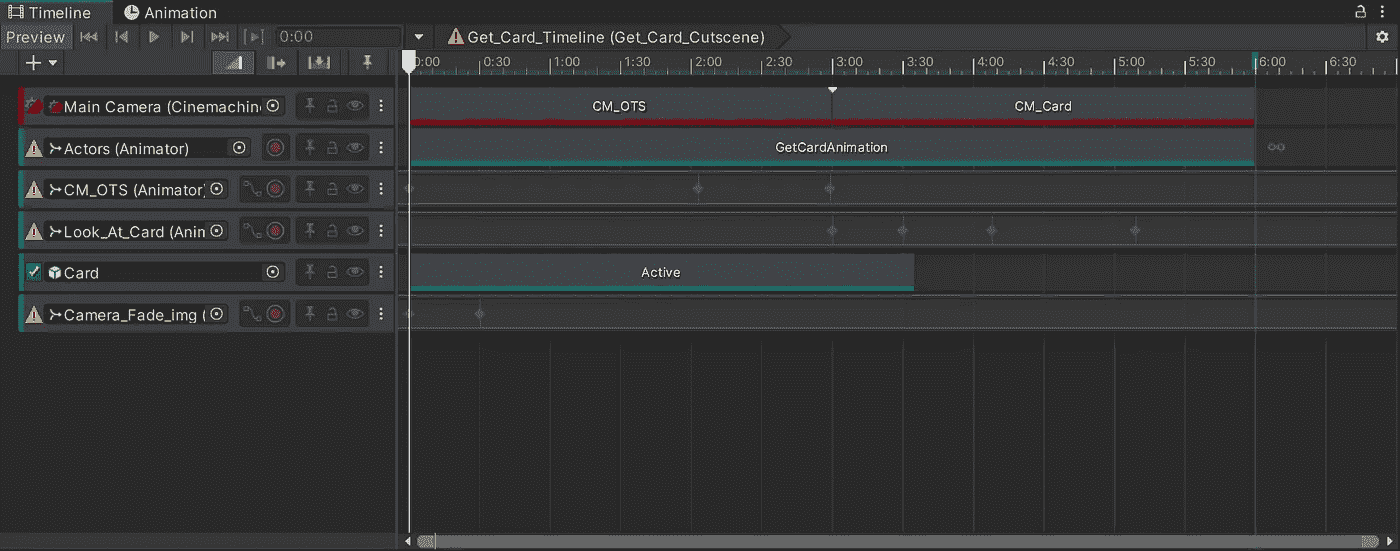 Timeline Animation
Preview 0:00 Get_Card_Timeline (Get_Card_Cutscene)
0:00 0:30 1:00 1:30 2:00 2:30 3:00 3:30 4:00 4:30 5:00 5:30 6:00 6:30
Main Camera (Cinemachin CM_OTS CM_Card
Actors (Animator) GetCardAnimation
CM_OTS (Animator)
Look_At_Card (Anin
Card Active
Camera_Fade_img (